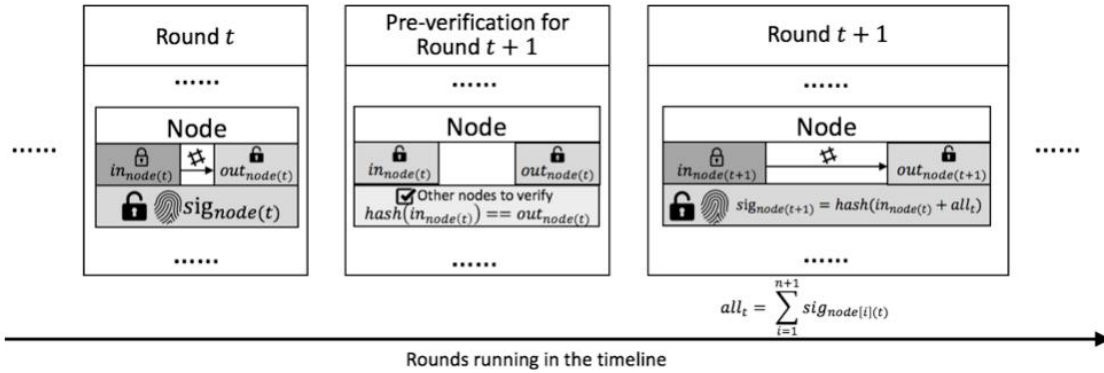 Round t
......
Node
in_node(t) # out_node(t)
sig_node(t)
......
Pre-verification for
Round t + 1
......
Node
in_node(t) out_node(t)
Other nodes to verify
hash(in_node(t)) == out_node(t)
......
Round t + 1
......
Node
in_node(t+1) # out_node(t+1)
sig_node(t+1) = hash(in_node(t) + all_t)
......
......
......
all_t = ∑_{i=1}^{n+1} sig_node[i](t)
Rounds running in the timeline